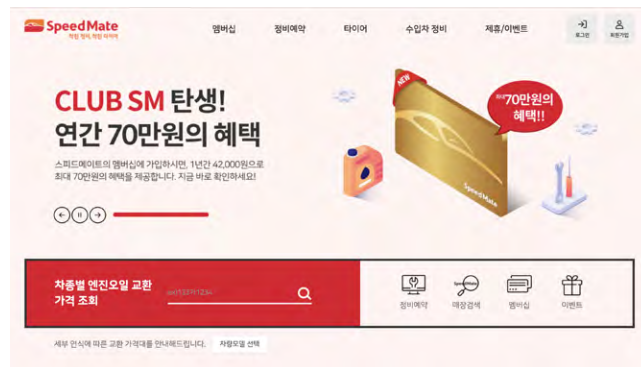 SpeedMate
멤버십 정비예약 타이어 수입차 정비 제휴/이벤트
로그인 회원가입
CLUB SM 탄생!
연간 70만원의 혜택
스피드메이트의 멤버십에 가입하시면, 1년간 42,000원으로
최대 70만원의 혜택을 제공합니다. 지금 바로 확인하세요!
NEW
최대 70만원의
혜택!!
SpeedMate
차종별 엔진오일 교환
가격 조회
정비예약 매장검색 멤버십 이벤트
세부 인식에 따른 교환 가격대를 안내해드립니다. 차량모델 선택